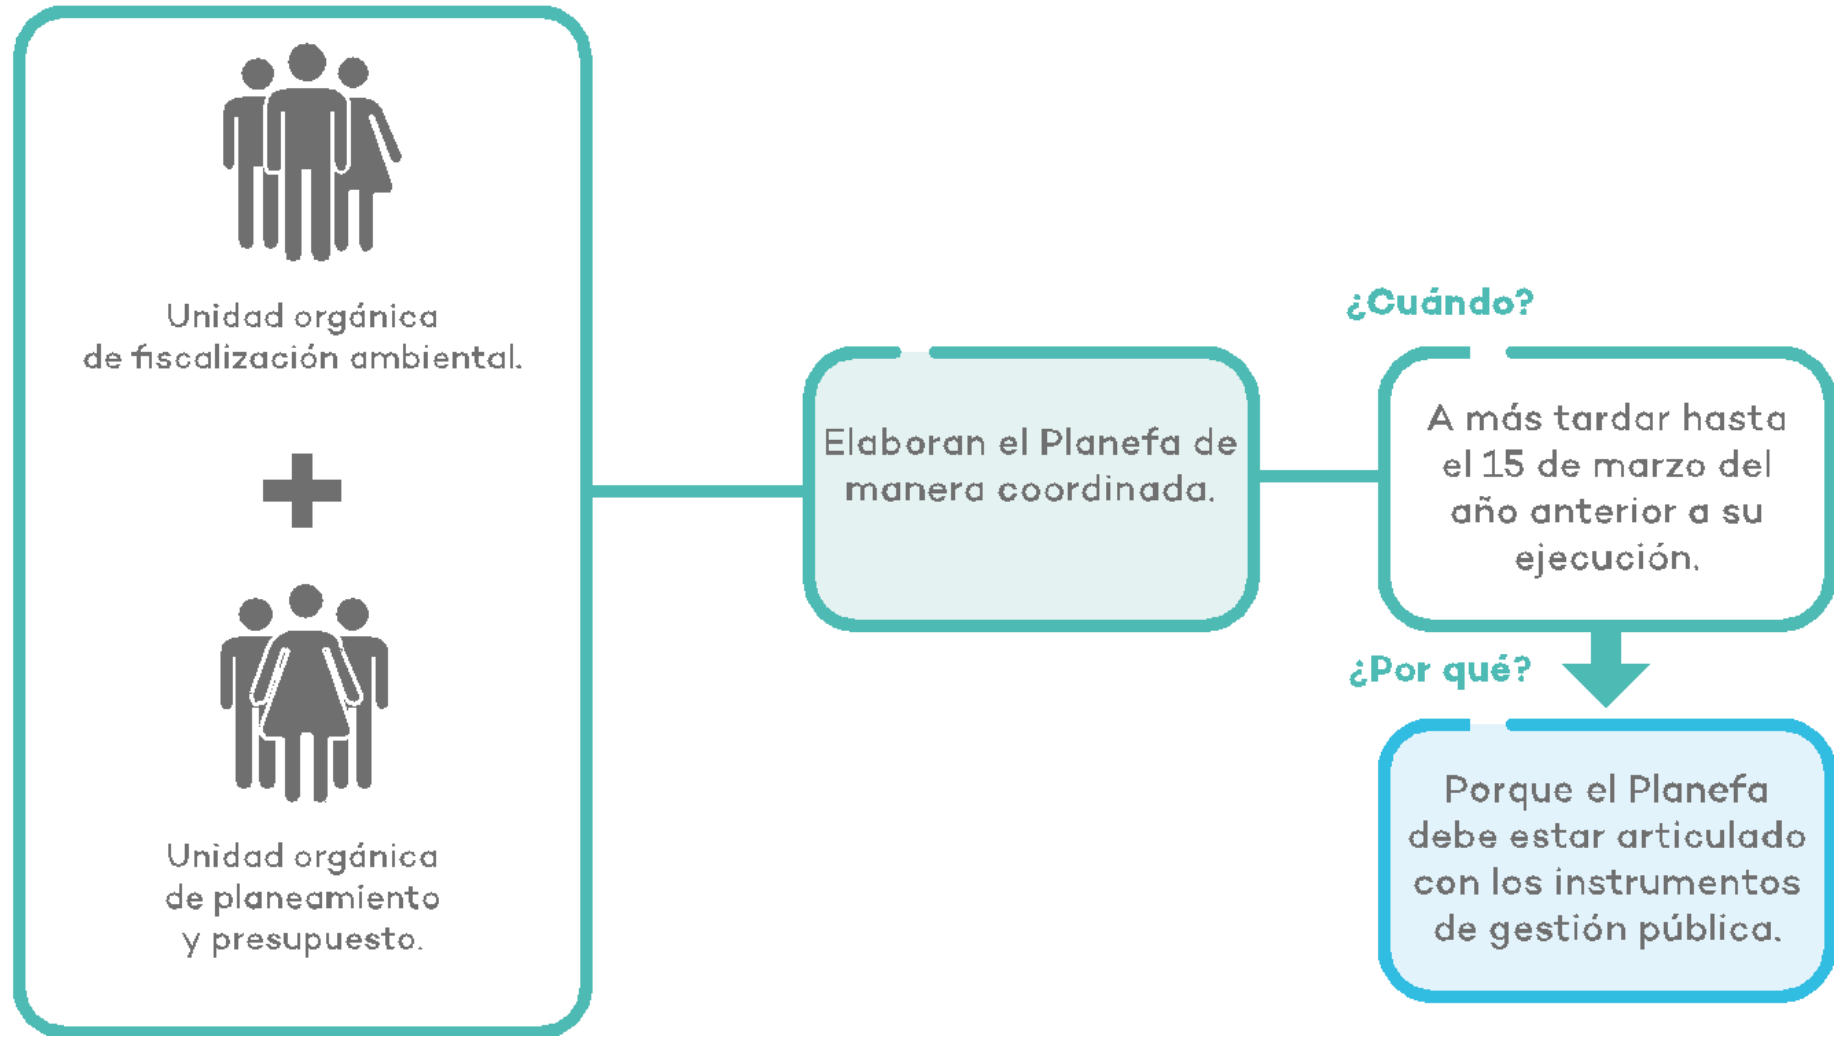 Unidad orgánica
de fiscalización ambiental.
Unidad orgánica
de planeamiento
y presupuesto.
Elaboran el Planefa de
manera coordinada.
¿Cuándo?
A más tardar hasta
el 15 de marzo del
año anterior a su
ejecución.
¿Por qué?
Porque el Planefa
debe estar articulado
con los instrumentos
de gestión pública.